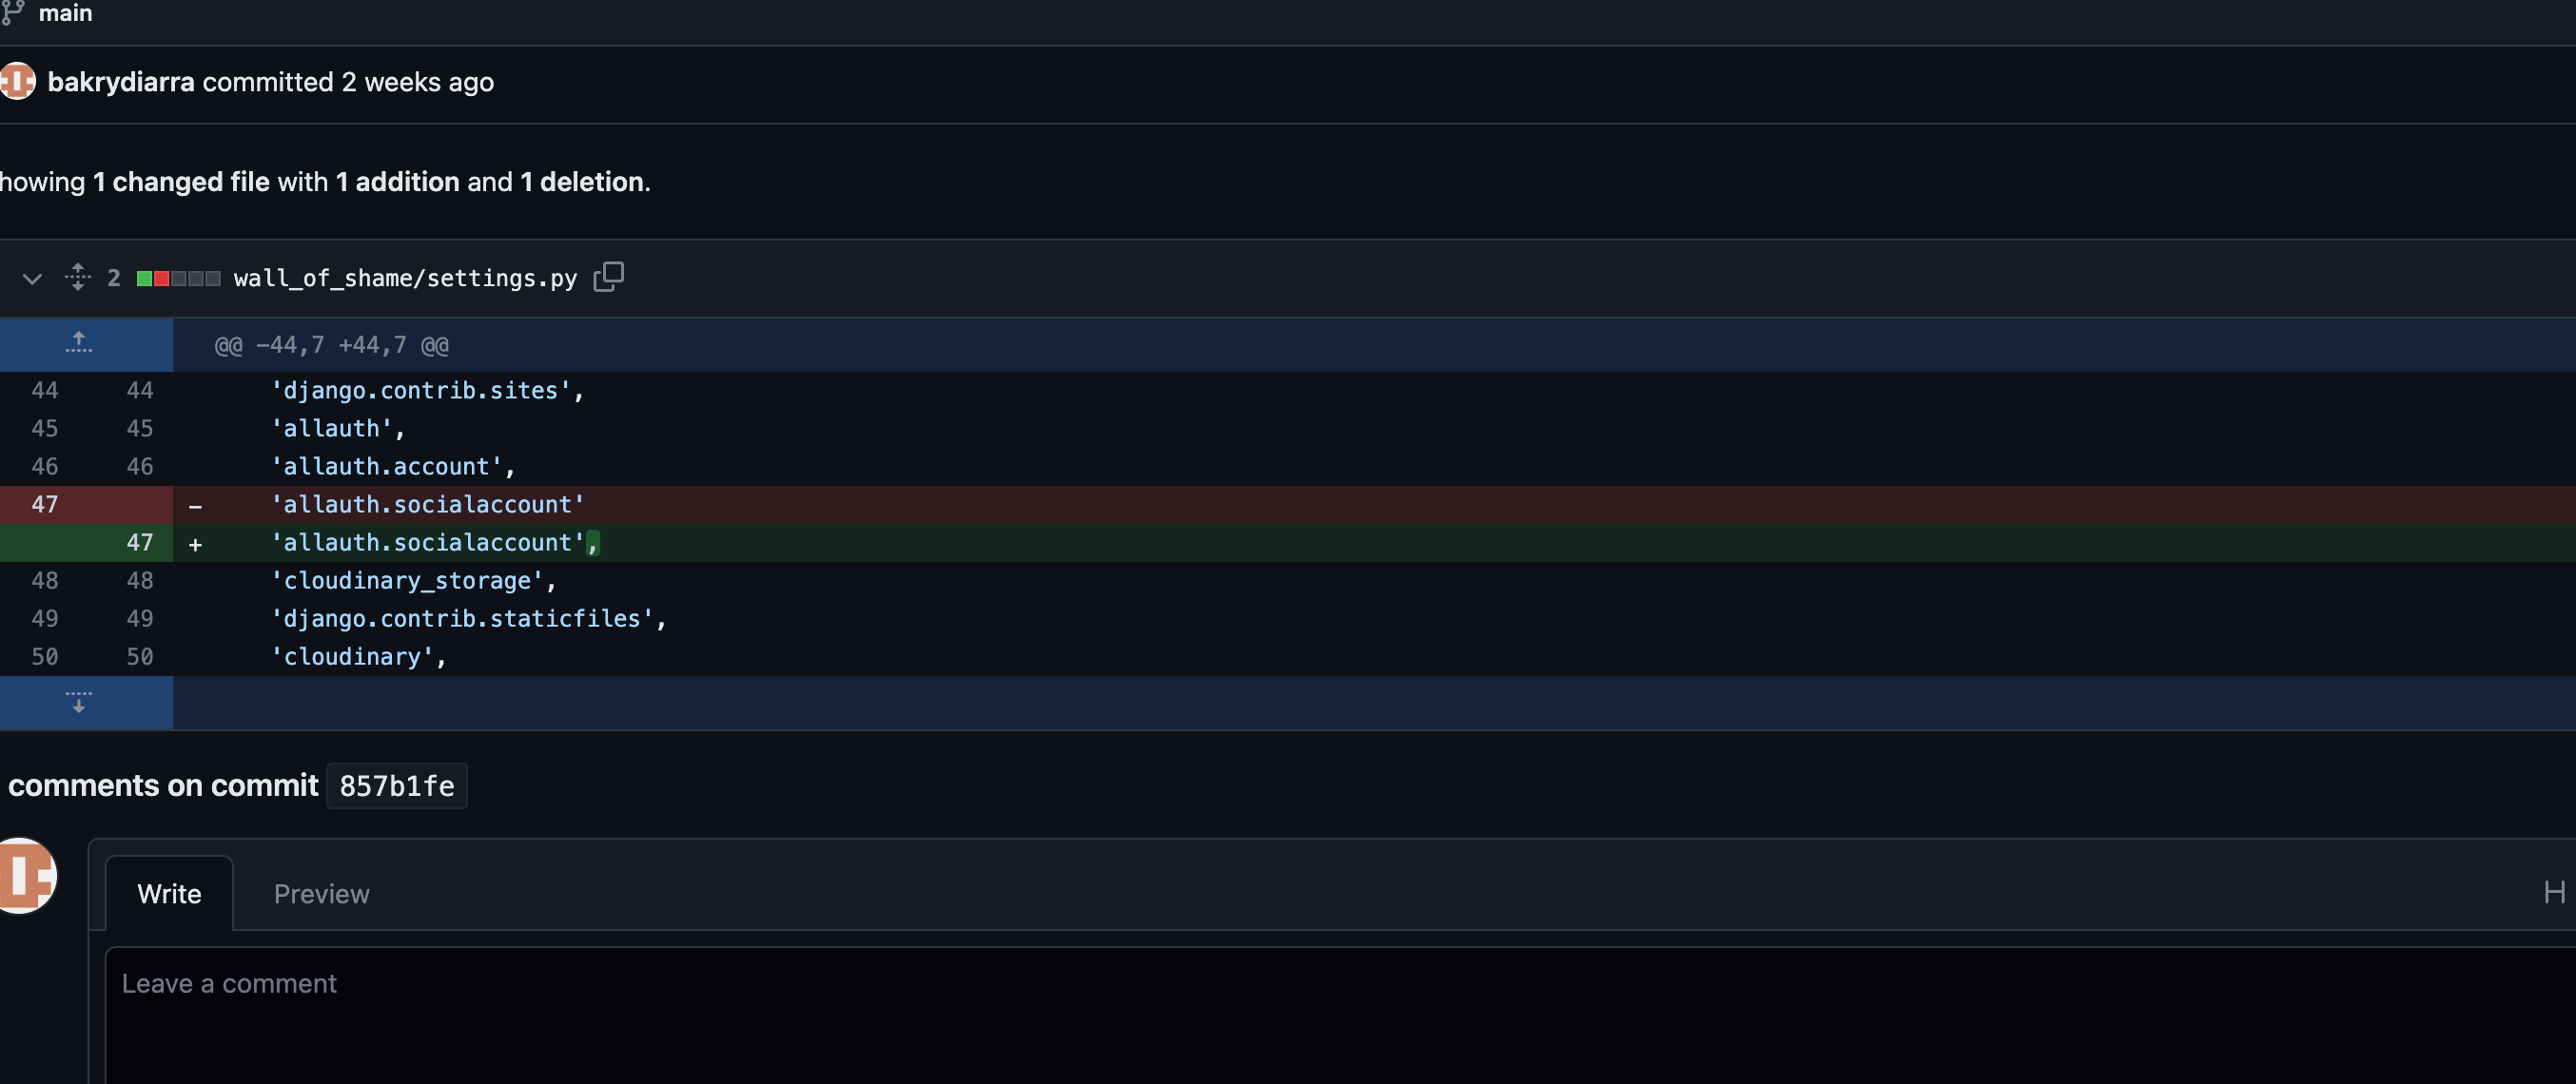 main
bakrydiarra committed 2 weeks ago
howing 1 changed file with 1 addition and 1 deletion.
2 wall_of_shame/settings.py
@@ -44,7 +44,7 @@
44 44 'django.contrib.sites',
45 45 'allauth',
46 46 'allauth.account',
47 - 'allauth.socialaccount'
47 + 'allauth.socialaccount',
48 48 'cloudinary_storage',
49 49 'django.contrib.staticfiles',
50 50 'cloudinary',
comments on commit 857b1fe
Write Preview H
Leave a comment